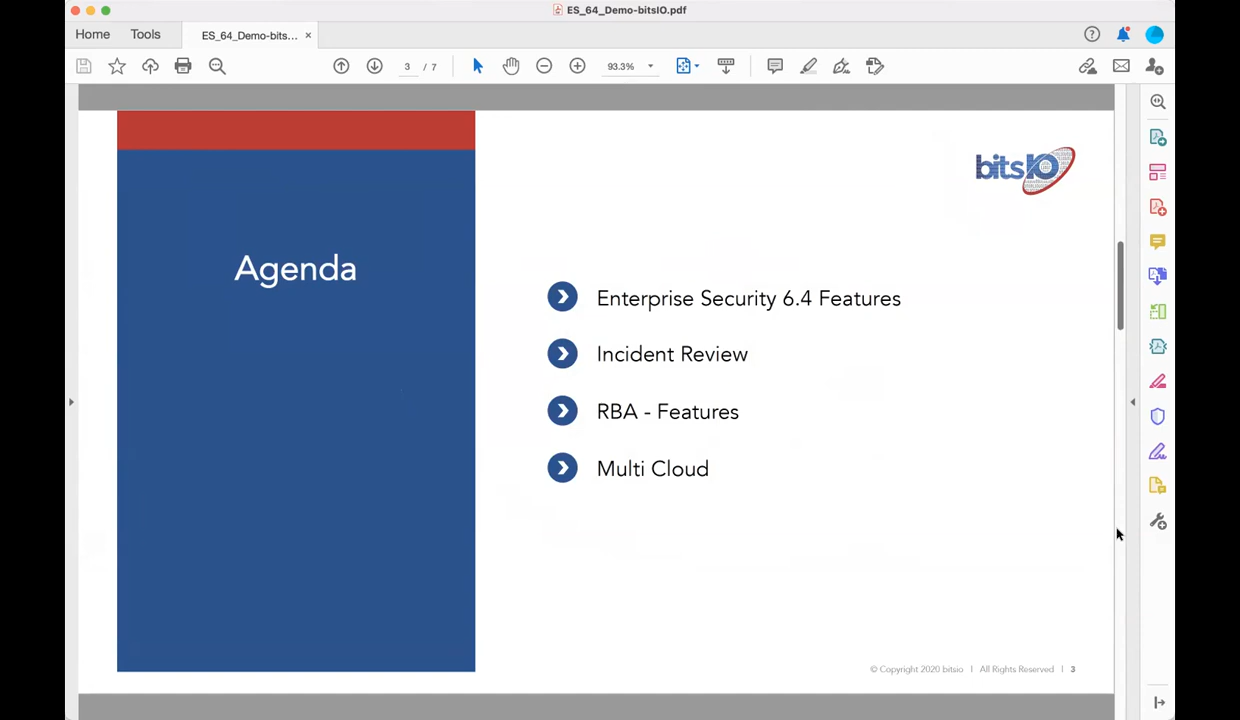 ES_64_Demo-bitsIO.pdf
Home
Tools
ES_64_Demo-bits...
3 / 7
93.3%
bitsIO
Agenda
Enterprise Security 6.4 Features
Incident Review
RBA - Features
Multi Cloud
© Copyright 2020 bitsio | All Rights Reserved | 3